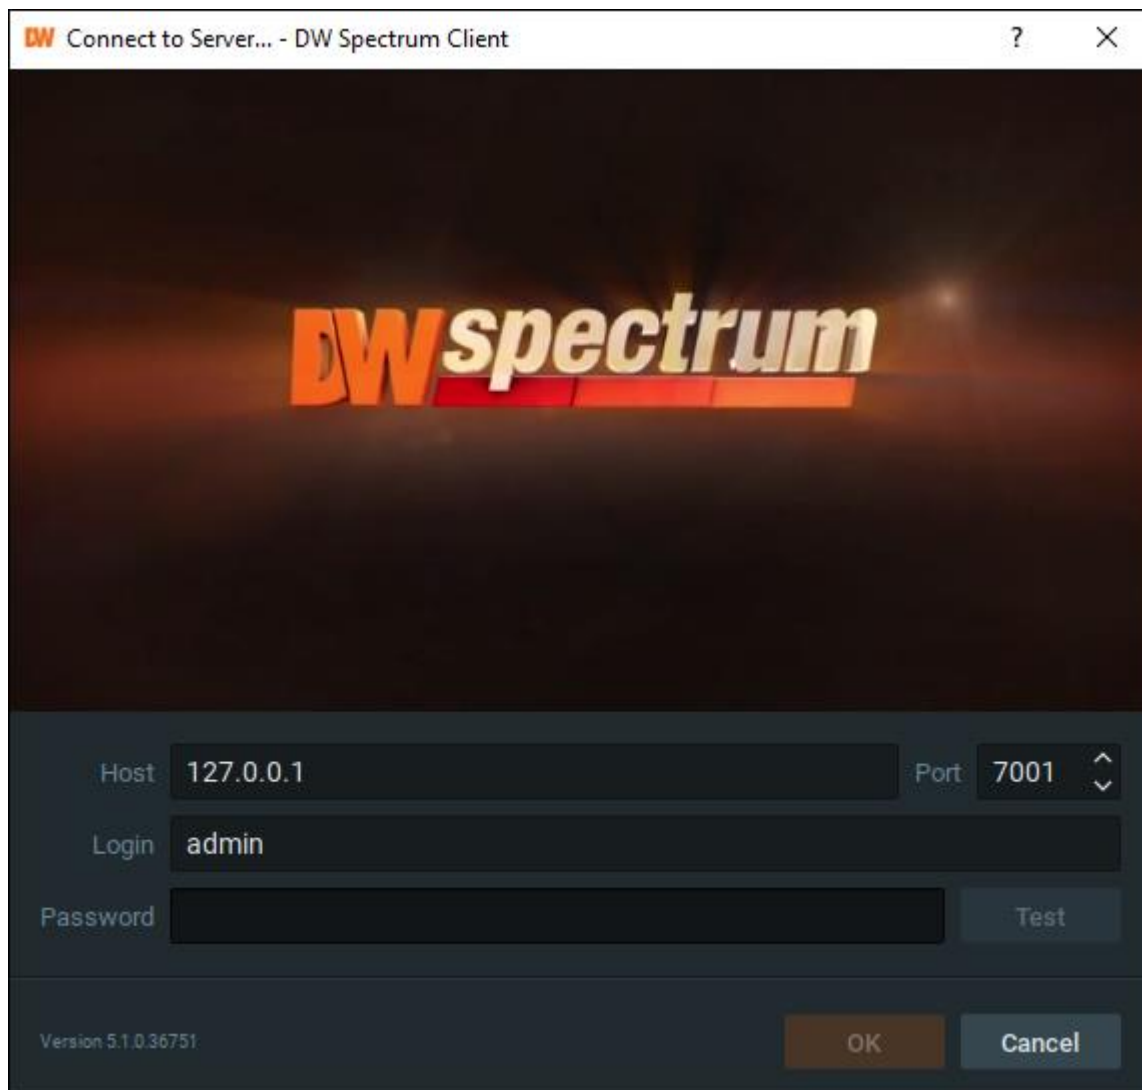 DW Connect to Server... - DW Spectrum Client ?
DW spectrum
Host 127.0.0.1 Port 7001
Login admin
Password Test
Version 5.1.0.36751 OK Cancel